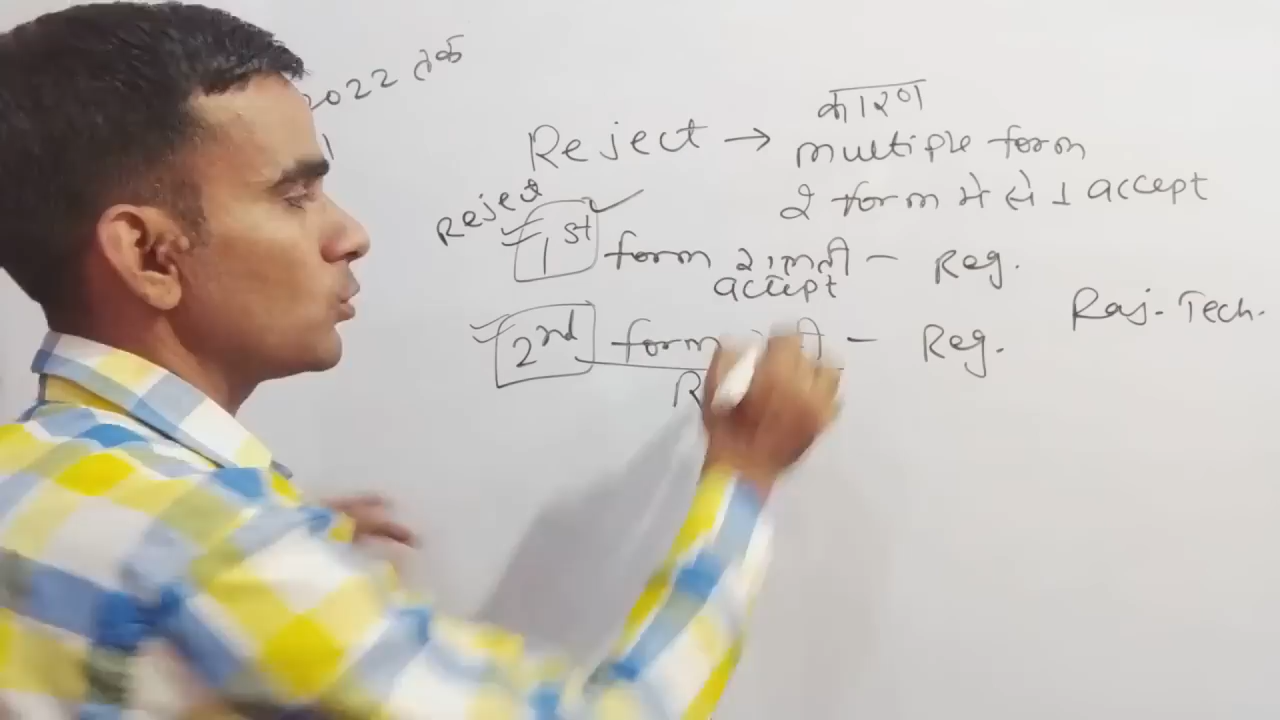 2022 तक
कारण
Reject → multiple form
2 form मे से 1 accept
Reject
1st form
accept
– Reg.
2nd form – Reg.
Raj. Tech.